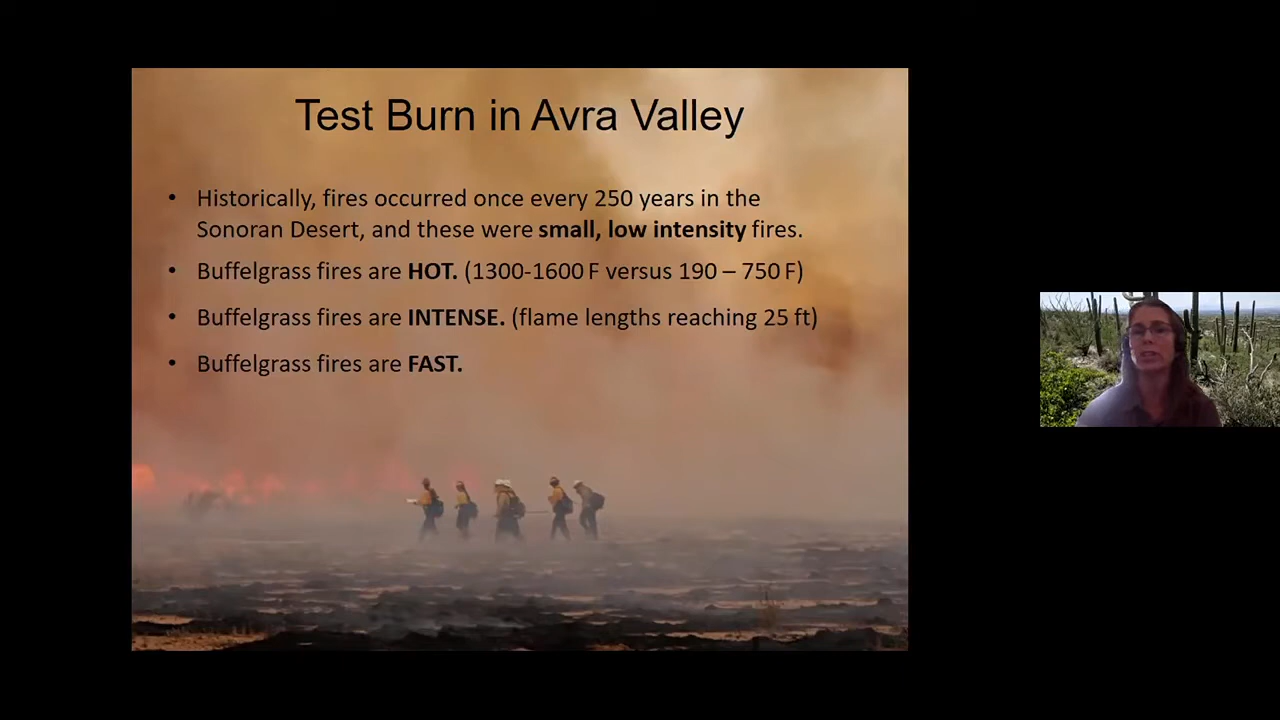 Test Burn in Avra Valley
• Historically, fires occurred once every 250 years in the
Sonoran Desert, and these were small, low intensity fires.
• Buffelgrass fires are HOT. (1300-1600 F versus 190 – 750 F)
• Buffelgrass fires are INTENSE. (flame lengths reaching 25 ft)
• Buffelgrass fires are FAST.